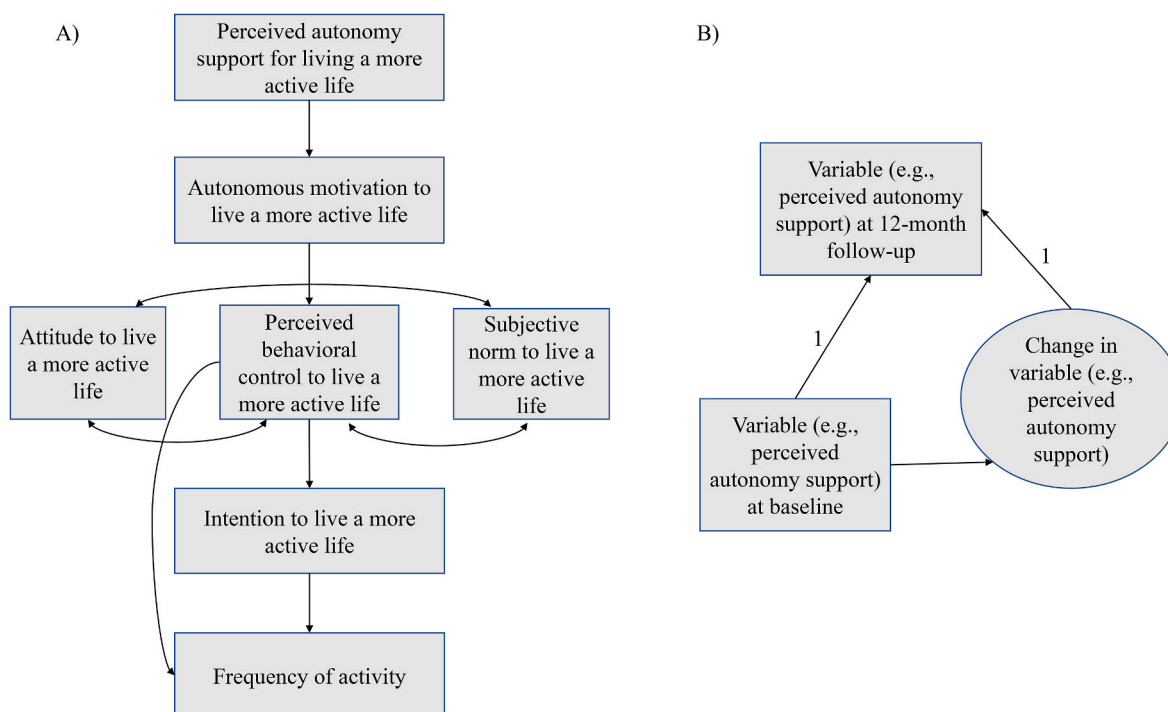 A)
Perceived autonomy
support for living a more
active life
Autonomous motivation to
live a more active life
Attitude to live
a more active
life
Perceived
behavioral
control to live a
more active life
Subjective
norm to live a
more active
life
Intention to live a more
active life
Frequency of activity
B)
Variable (e.g.,
perceived autonomy
support) at 12-month
follow-up
1
1
Change in
variable (e.g.,
perceived
autonomy
support)
Variable (e.g.,
perceived
autonomy support)
at baseline